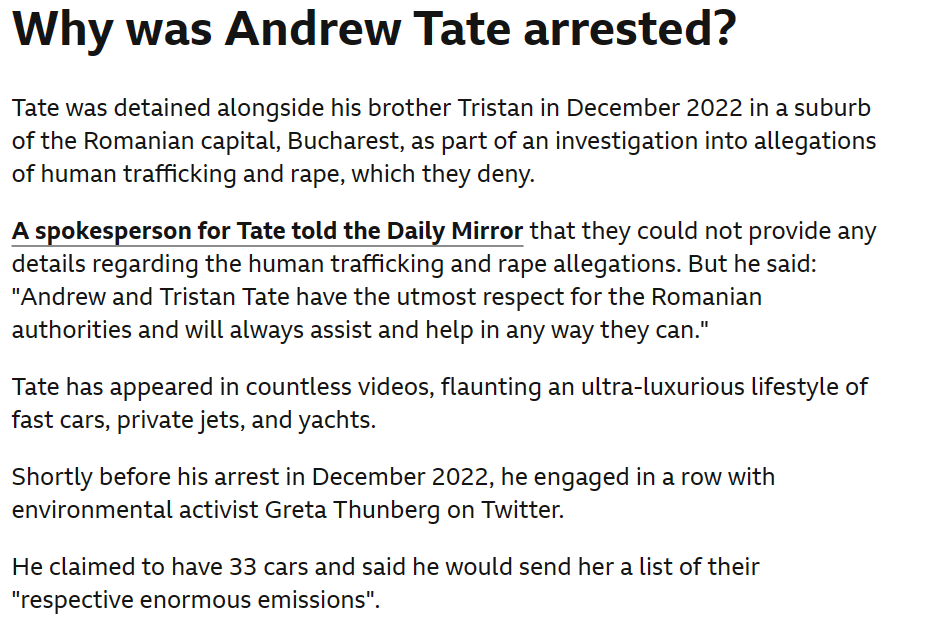 Why was Andrew Tate arrested?
Tate was detained alongside his brother Tristan in December 2022 in a suburb
of the Romanian capital, Bucharest, as part of an investigation into allegations
of human trafficking and rape, which they deny.
A spokesperson for Tate told the Daily Mirror that they could not provide any
details regarding the human trafficking and rape allegations. But he said:
"Andrew and Tristan Tate have the utmost respect for the Romanian
authorities and will always assist and help in any way they can."
Tate has appeared in countless videos, flaunting an ultra-luxurious lifestyle of
fast cars, private jets, and yachts.
Shortly before his arrest in December 2022, he engaged in a row with
environmental activist Greta Thunberg on Twitter.
He claimed to have 33 cars and said he would send her a list of their
"respective enormous emissions".